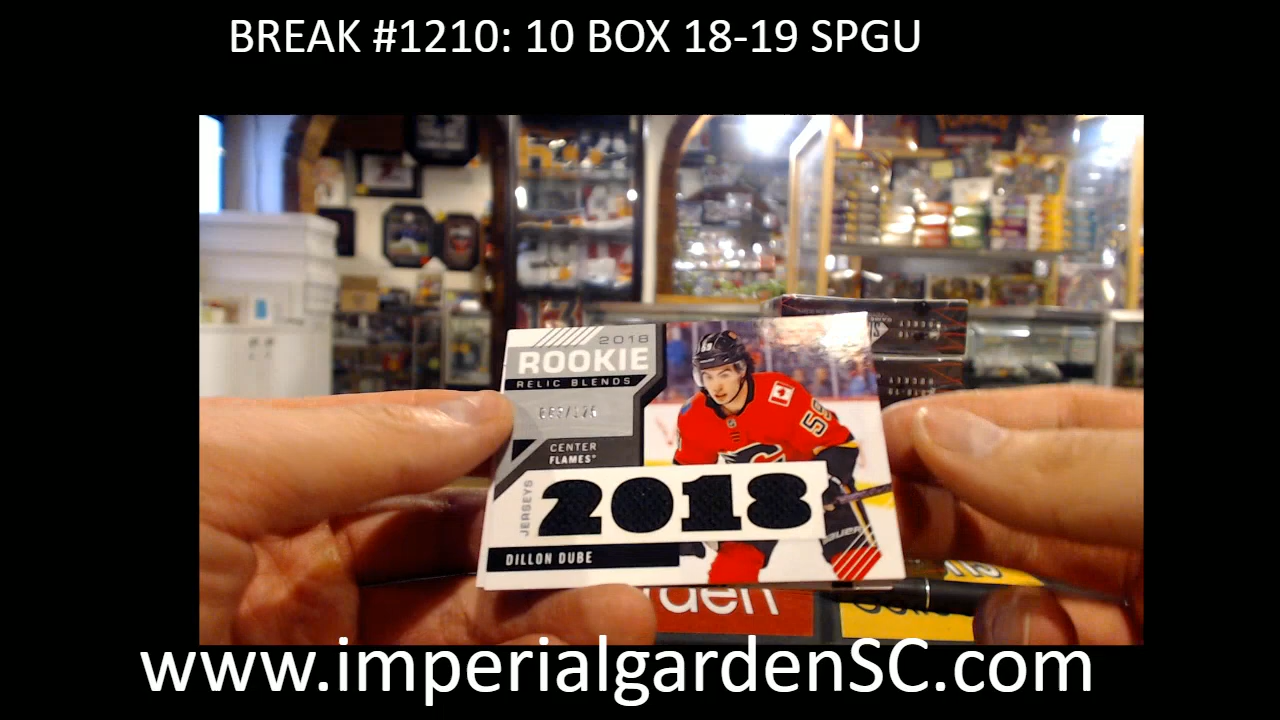 BREAK #1210: 10 BOX 18-19 SPGU
2018
ROOKIE
RELIC BLENDS
CENTER
FLAMES
59
JERSEYS
2018
DILLON DUBE
www.imperialgardenSC.com